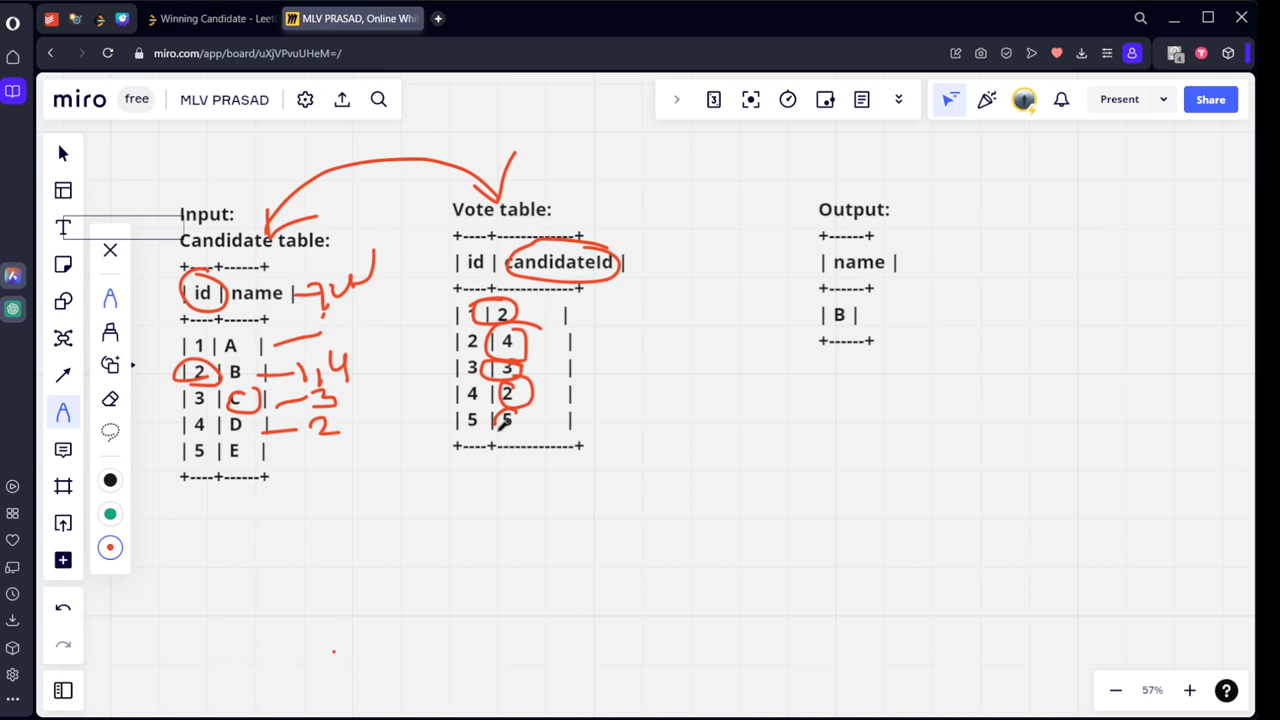 Winning Candidate - Leet
MLV PRASAD, Online Whi
miro.com/app/board/uXjVPvuUHeM=/
miro
free
MLV PRASAD
3
Present
Share
Input:
Candidate table:
+----+------+
| id | name |
+----+------+
| 1 | A |
| 2 | B | 1, 4
| 3 | C | 3
| 4 | D | 2
| 5 | E |
+----+------+
Vote table:
+----+-------------+
| id | candidateId |
+----+-------------+
| 1 | 2 |
| 2 | 4 |
| 3 | 3 |
| 4 | 2 |
| 5 | 5 |
+----+-------------+
Output:
+------+
| name |
+------+
| B |
+------+
T
57%
?